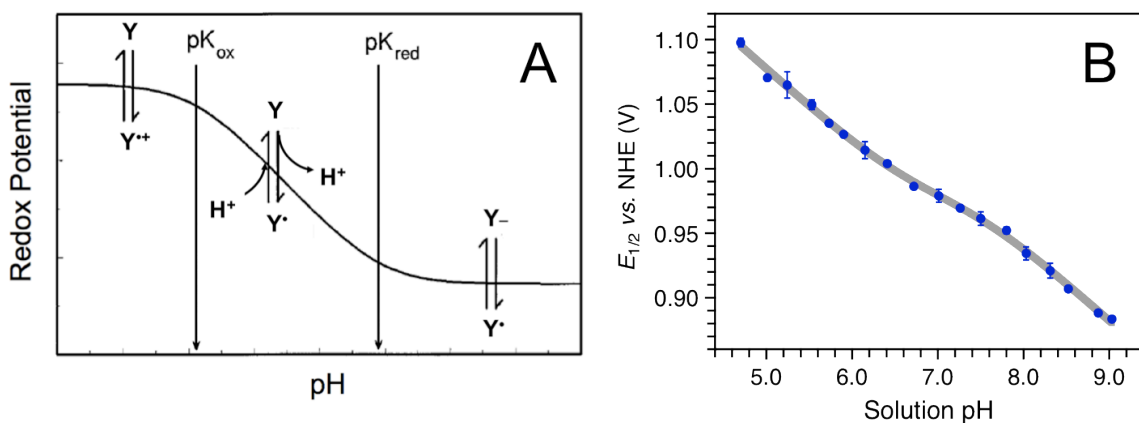 A
Y
Y•+
pKox
Y
H+
H+
Y•
pKred
Y–
Y•
Redox Potential
pH
B
1.10
1.05
1.00
0.95
0.90
E1/2 vs. NHE (V)
5.0 6.0 7.0 8.0 9.0
Solution pH